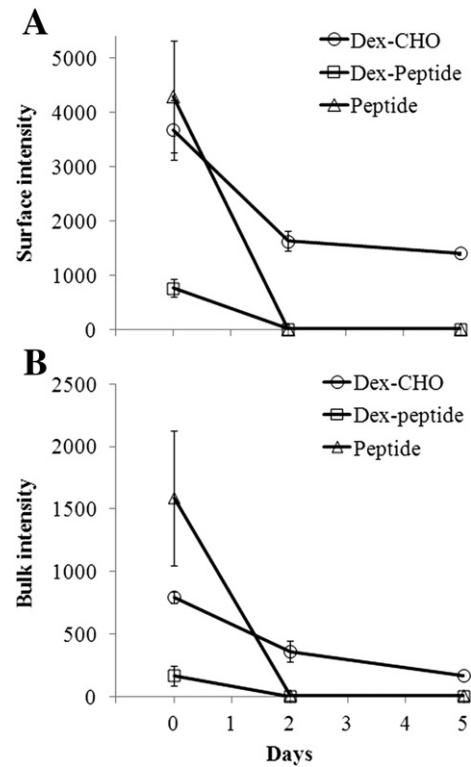 A
Dex-CHO
Dex-Peptide
Peptide
Surface intensity
5000
4000
3000
2000
1000
0
B
Dex-CHO
Dex-peptide
Peptide
Bulk intensity
2500
2000
1500
1000
500
0
0 1 2 3 4 5
Days